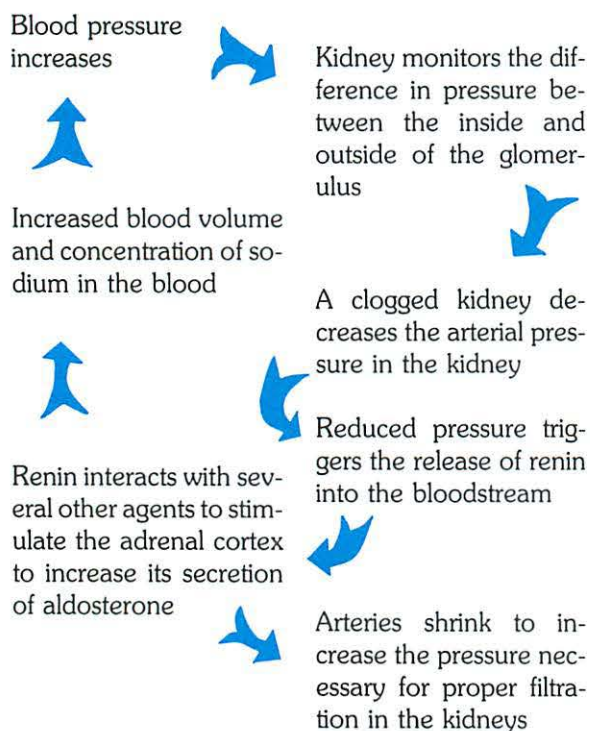 Blood pressure
increases
Kidney monitors the dif-
ference in pressure be-
tween the inside and
outside of the glomer-
ulus
A clogged kidney de-
creases the arterial pres-
sure in the kidney
Reduced pressure trig-
gers the release of renin
into the bloodstream
Renin interacts with sev-
eral other agents to stim-
ulate the adrenal cortex
to increase its secretion
of aldosterone
Arteries shrink to in-
crease the pressure nec-
essary for proper filtra-
tion in the kidneys
Increased blood volume
and concentration of so-
dium in the blood